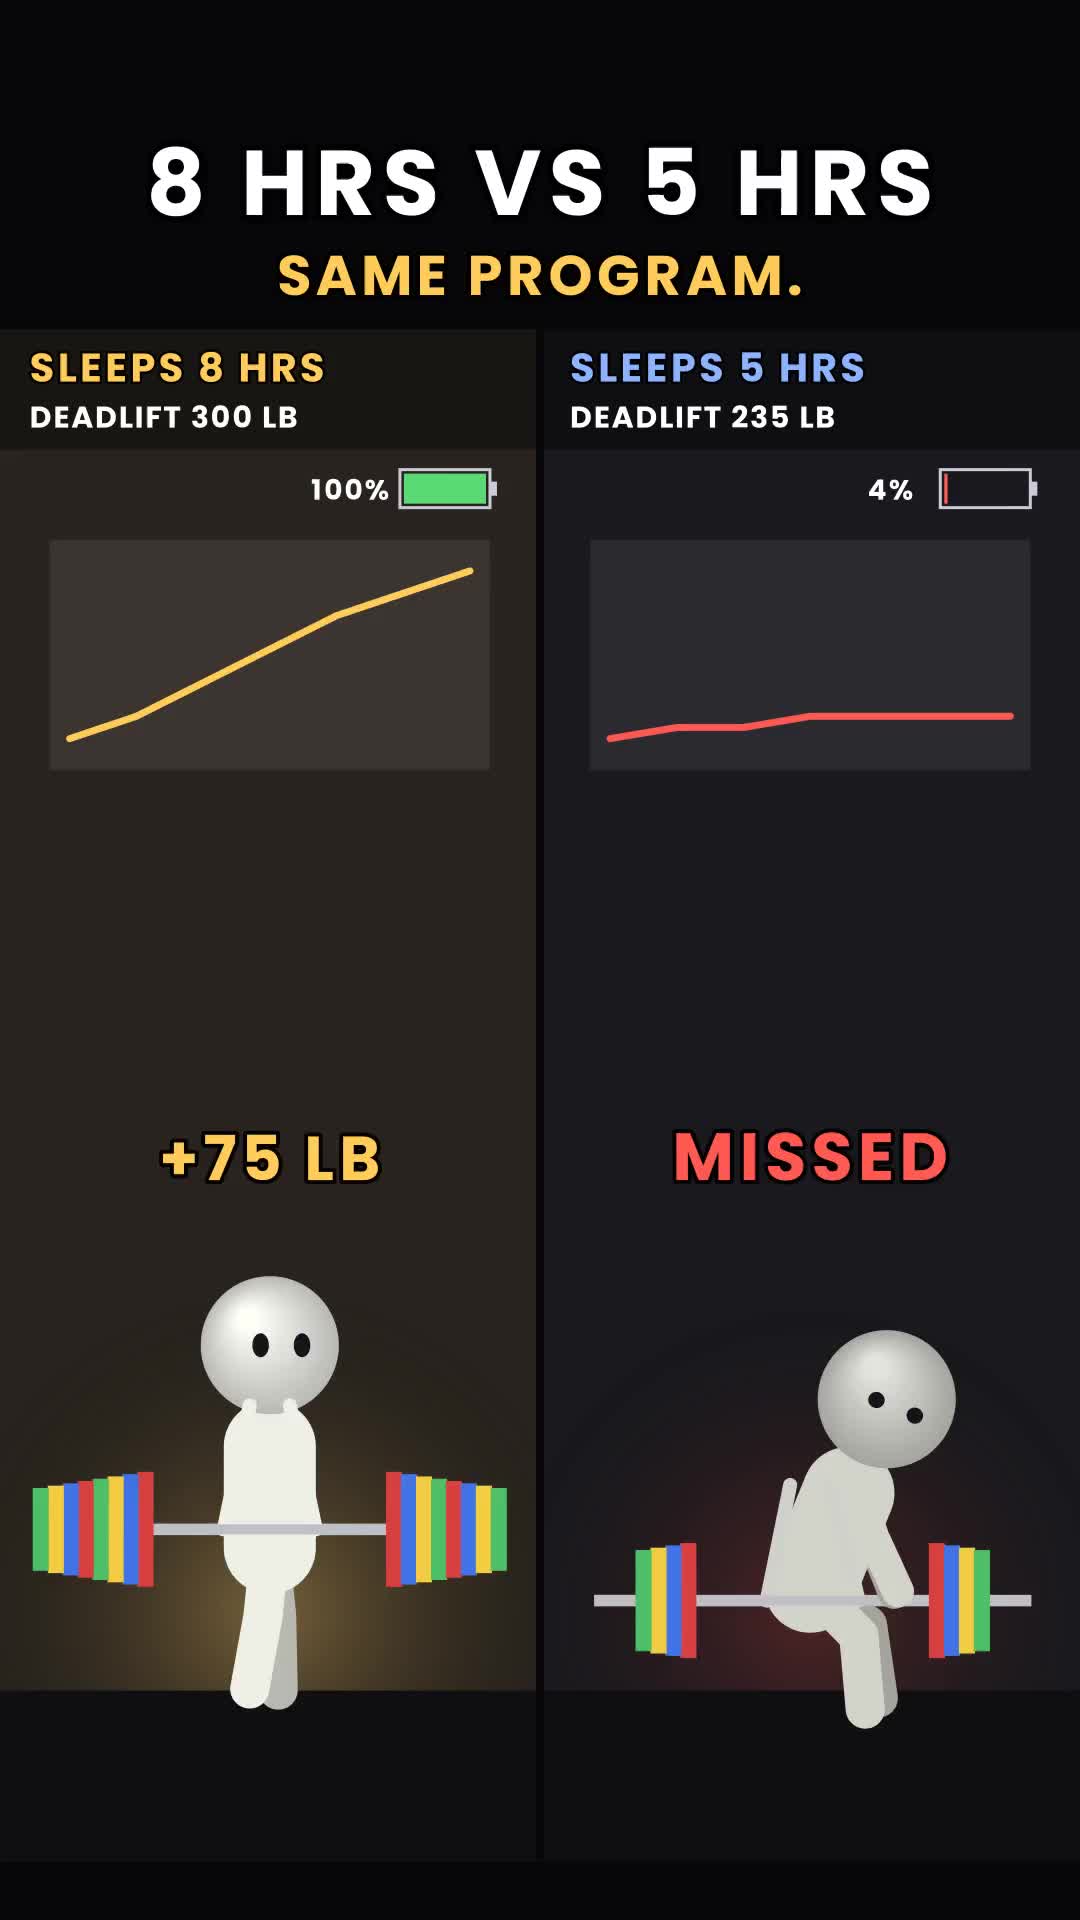 8 HRS VS 5 HRS
SAME PROGRAM.
SLEEPS 8 HRS
DEADLIFT 300 LB
100%
+75 LB
SLEEPS 5 HRS
DEADLIFT 235 LB
4%
MISSED